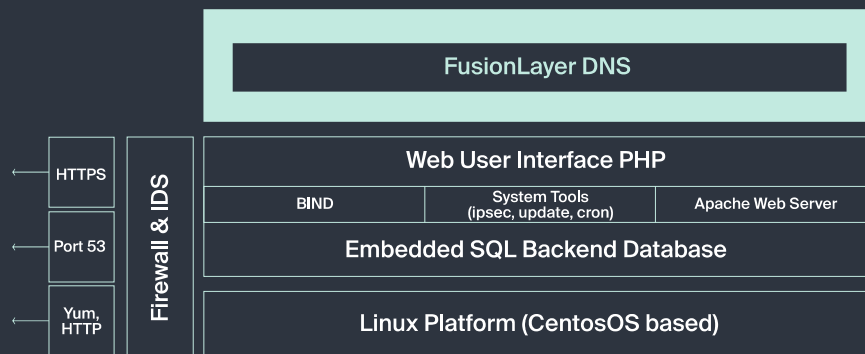 FusionLayer DNS
Web User Interface PHP
HTTPS
Firewall & IDS
BIND
System Tools
(ipsec, update, cron)
Apache Web Server
Port 53
Embedded SQL Backend Database
Yum,
HTTP
Linux Platform (CentosOS based)